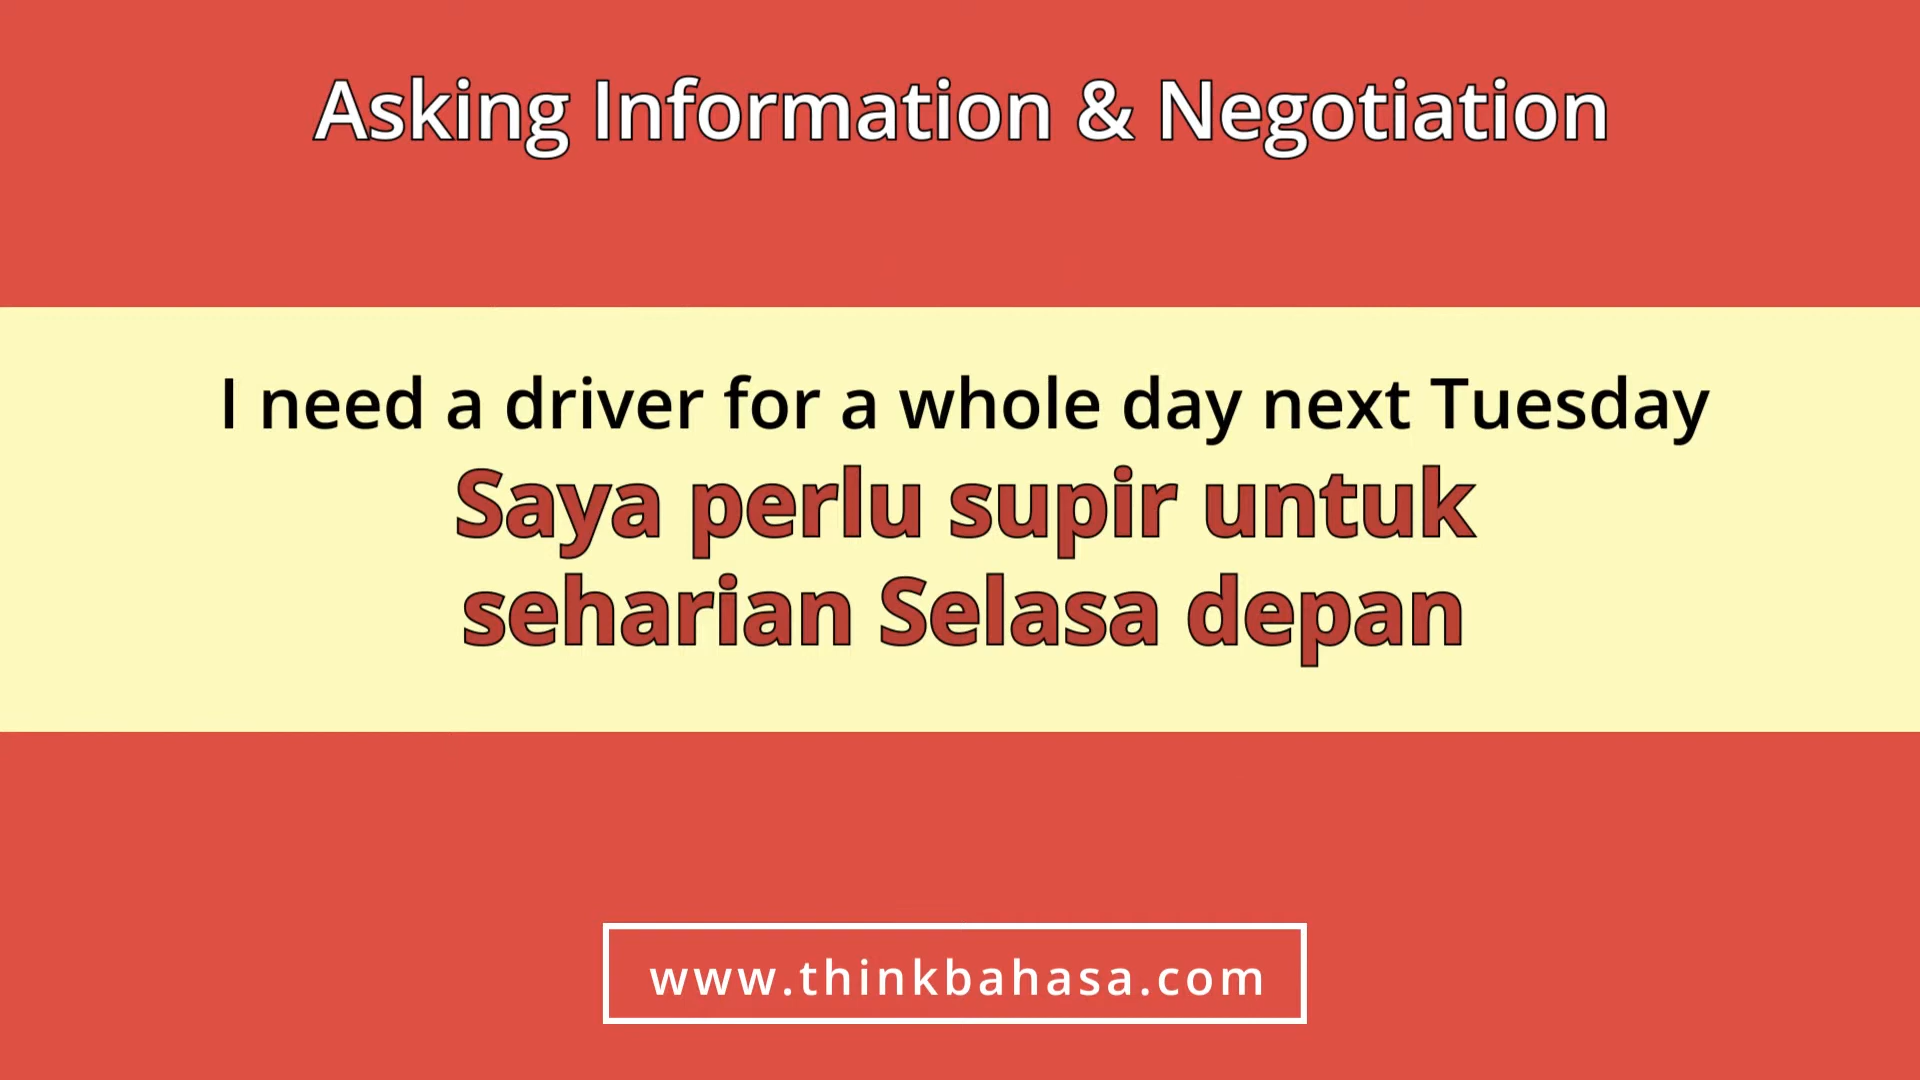 Asking Information & Negotiation
I need a driver for a whole day next Tuesday
Saya perlu supir untuk
seharian Selasa depan
www.thinkbahasa.com